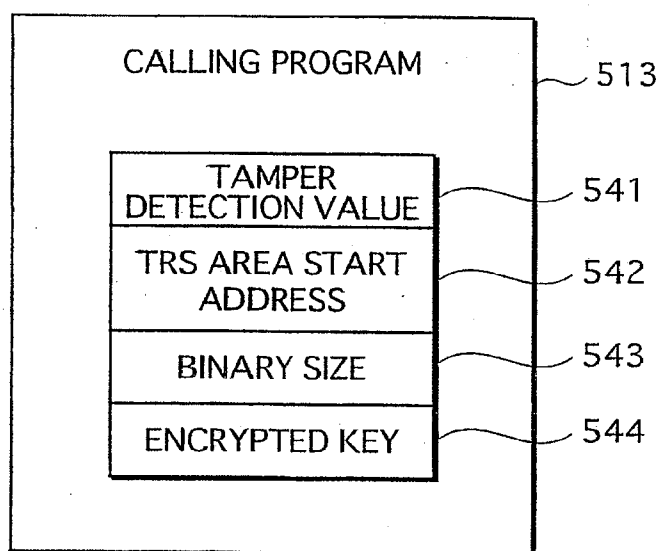 CALLING PROGRAM
513
TAMPER
DETECTION VALUE
541
TRS AREA START
ADDRESS
542
BINARY SIZE
543
ENCRYPTED KEY
544